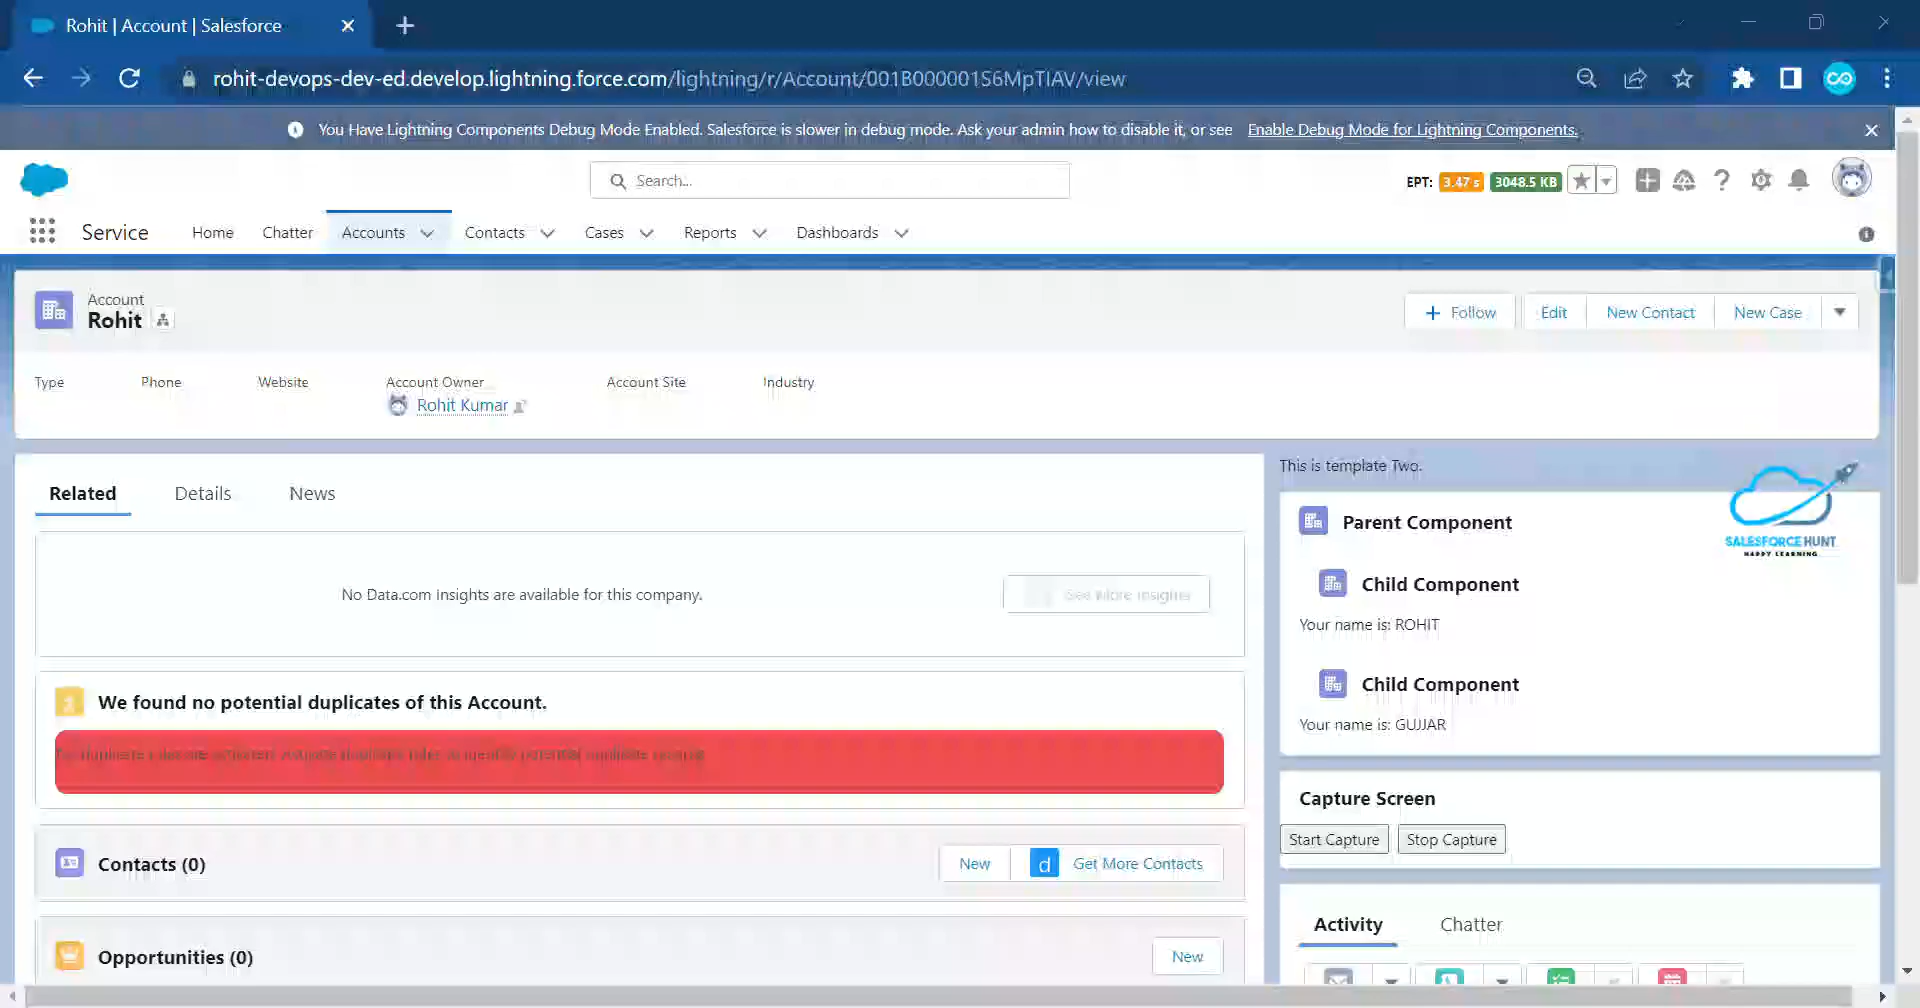 Rohit | Account | Salesforce
rohit-devops-dev-ed.develop.lightning.force.com/lightning/r/Account/001B000001S6MpTIAV/view
You Have Lightning Components Debug Mode Enabled. Salesforce is slower in debug mode. Ask your admin how to disable it, or see Enable Debug Mode for Lightning Components.
Search...
EPT: 3.47 s 3048.5 KB
Service Home Chatter Accounts Contacts Cases Reports Dashboards
Account
Rohit
Follow Edit New Contact New Case
Type Phone Website Account Owner Account Site Industry
Rohit Kumar
Related Details News
No Data.com insights are available for this company.
See More Insights
We found no potential duplicates of this Account.
Contacts (0)
New
d Get More Contacts
Opportunities (0)
New
This is template Two.
SALESFORCE HUNT
HAPPY LEARNING
Parent Component
Child Component
Your name is: ROHIT
Child Component
Your name is: GUJJAR
Capture Screen
Start Capture Stop Capture
Activity Chatter